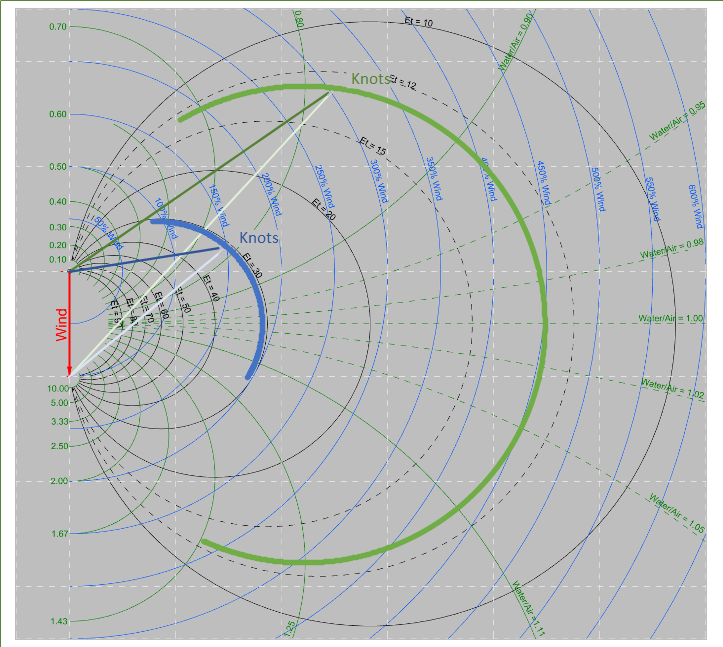 Et = 10
0.80
Water/Air = 0.90
0.70
Knots
Et = 12
0.60
Water/Air = 0.95
Et = 15
0.50
50% Wind
100% Wind
150% Wind
200% Wind
250% Wind
300% Wind
350% Wind
450% Wind
500% Wind
550% Wind
600% Wind
0.40
Et = 20
0.30
Knots
0.20
Water/Air = 0.98
0.10
Et = 30
Et = 40
Et = 50
Et = 60
Wind
Water/Air = 1.00
10.00
Water/Air = 1.02
5.00
3.33
2.50
2.00
Water/Air = 1.05
1.67
1.43
1.25
Water/Air = 1.11